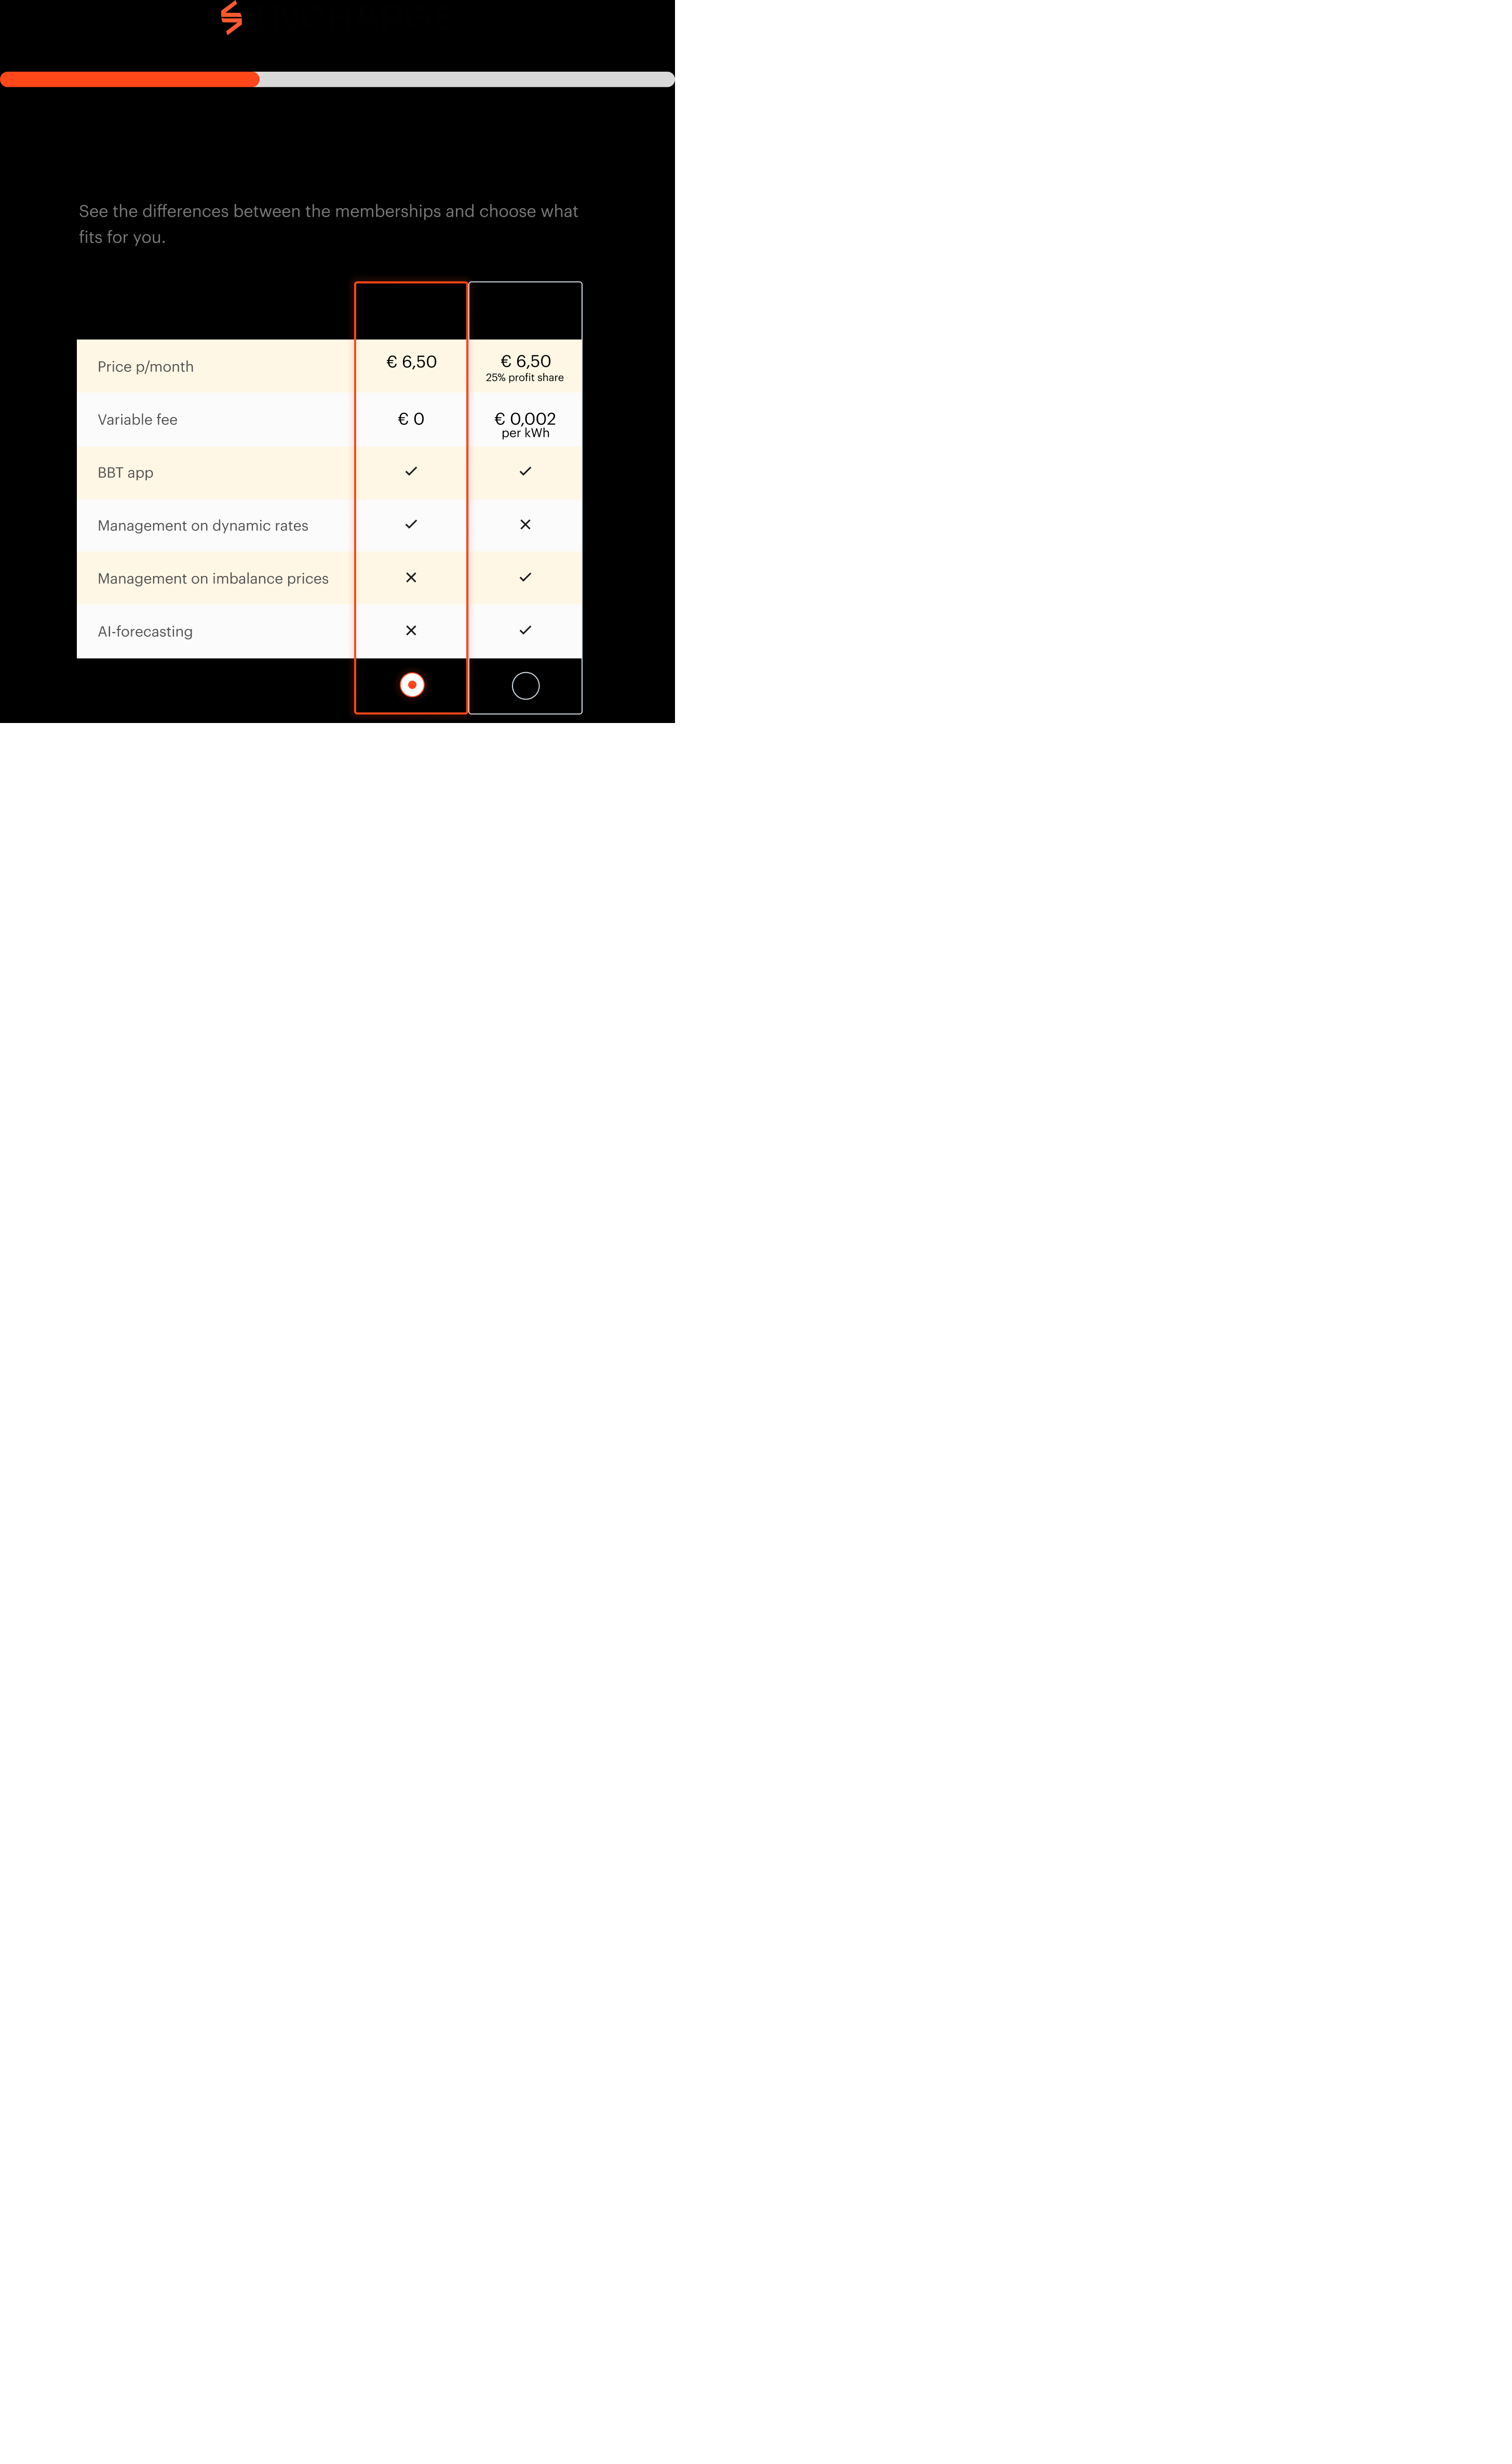 See the differences between the memberships and choose what
fits for you.
Price p/month € 6,50 € 6,50
25% profit share
Variable fee € 0 € 0,002
per kWh
BBT app
Management on dynamic rates
Management on imbalance prices
AI-forecasting